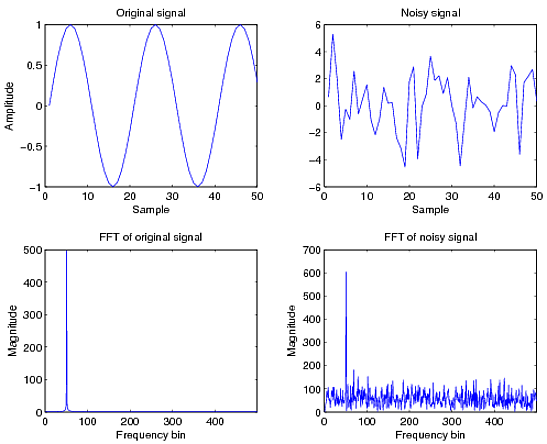 Original signal
1
0.5
0
−0.5
−1
Amplitude
0 10 20 30 40 50
Sample
Noisy signal
6
4
2
0
−2
−4
−6
0 10 20 30 40 50
Sample
FFT of original signal
500
400
300
200
100
0
Magnitude
0 100 200 300 400
Frequency bin
FFT of noisy signal
700
600
500
400
300
200
100
0
Magnitude
0 100 200 300 400
Frequency bin